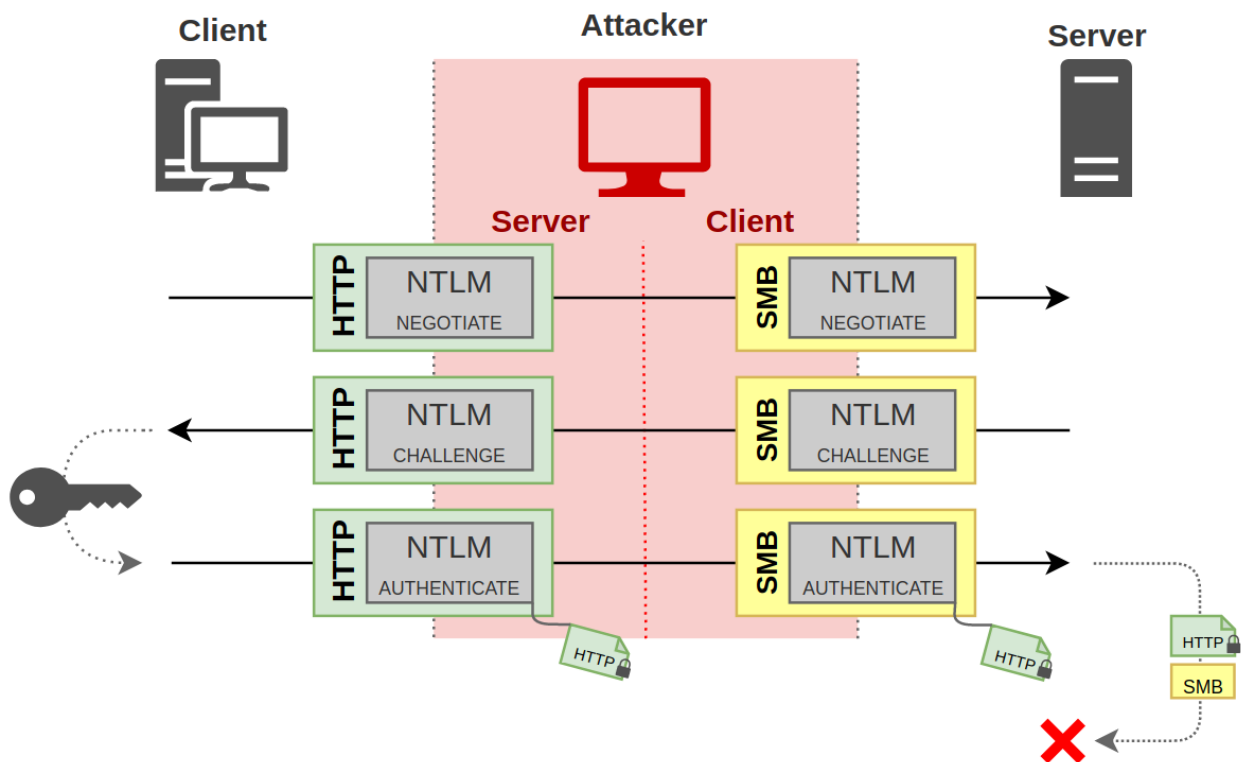 Client
Attacker
Server
Server
Client
HTTP
NTLM
NEGOTIATE
SMB
NTLM
NEGOTIATE
HTTP
NTLM
CHALLENGE
SMB
NTLM
CHALLENGE
HTTP
NTLM
AUTHENTICATE
SMB
NTLM
AUTHENTICATE
HTTP
HTTP
HTTP
SMB